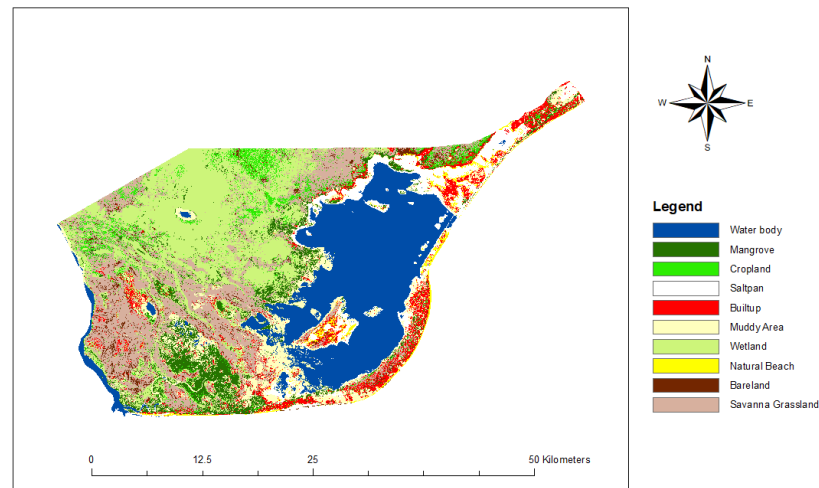 N
W E
S
Legend
Water body
Mangrove
Cropland
Saltpan
Builtup
Muddy Area
Wetland
Natural Beach
Bareland
Savanna Grassland
0 12.5 25 50 Kilometers